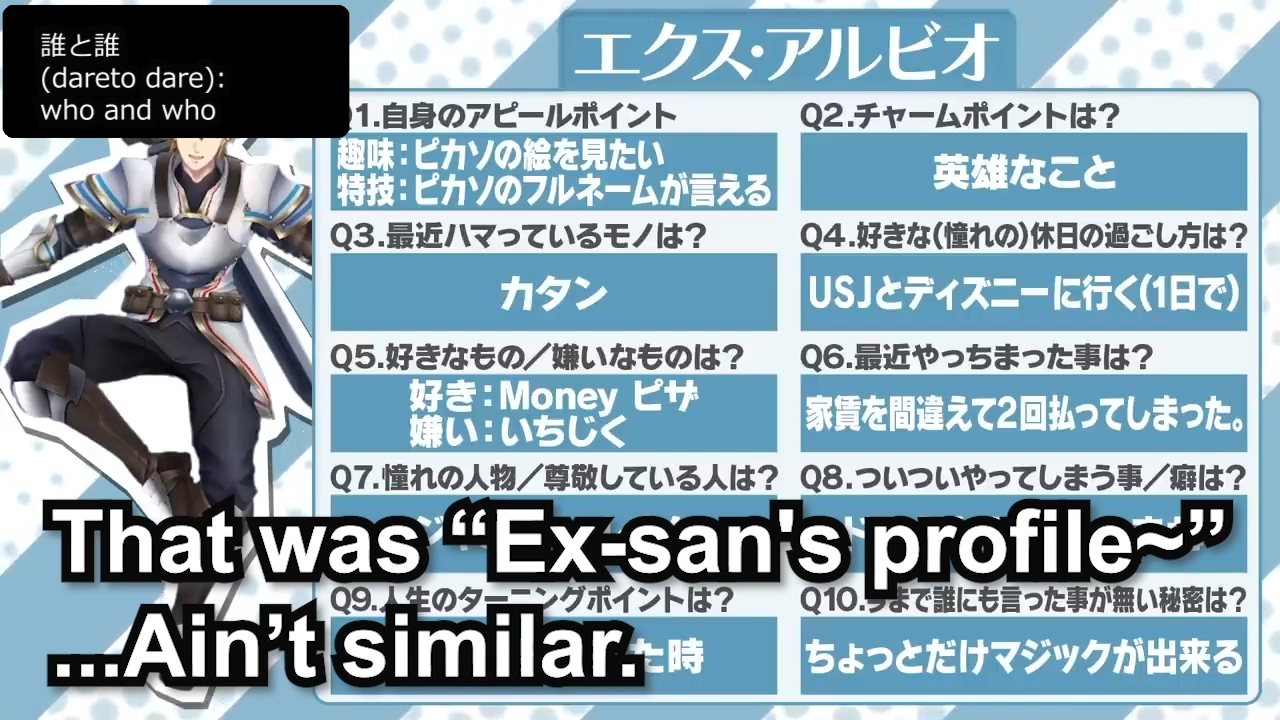 誰と誰
(dareto dare):
who and who
エクス・アルビオ
Q1.自身のアピールポイント
趣味:ピカソの絵を見たい
特技:ピカソのフルネームが言える
Q2.チャームポイントは?
英雄なこと
Q3.最近ハマっているモノは?
カタン
Q4.好きな(憧れの)休日の過ごし方は?
USJとディズニーに行く(1日で)
Q5.好きなもの/嫌いなものは?
好き:Money ピザ
嫌い:いちじく
Q6.最近やっちまった事は?
家賃を間違えて2回払ってしまった。
Q7.憧れの人物/尊敬している人は?
Q8.ついついやってしまう事/癖は?
That was “Ex-san's profile~”
Q9.人生のターニングポイントは?
た時
Q10.今まで誰にも言った事が無い秘密は?
ちょっとだけマジックが出来る
...Ain’t similar.